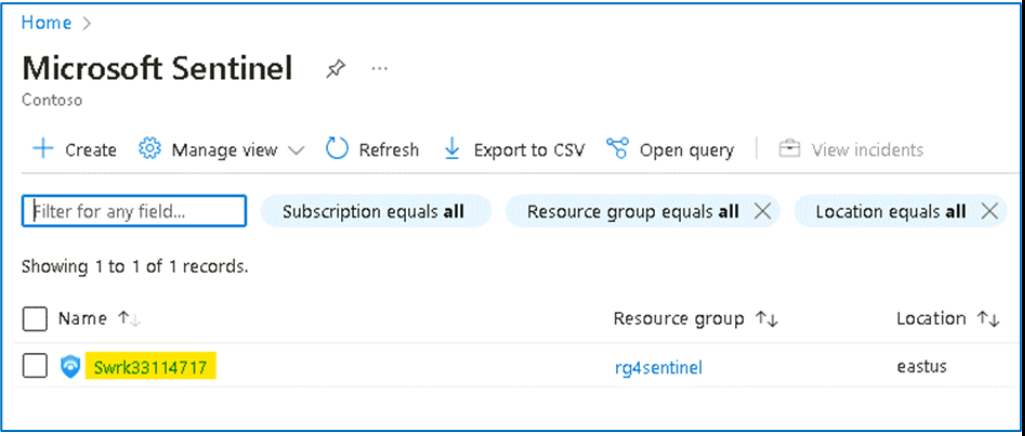 Home >
Microsoft Sentinel ...
Contoso
+ Create Manage view Refresh Export to CSV Open query View incidents
Filter for any field... Subscription equals all Resource group equals all × Location equals all ×
Showing 1 to 1 of 1 records.
Name ↑↓ Resource group ↑↓ Location ↑↓
Swrk33114717 rg4sentinel eastus